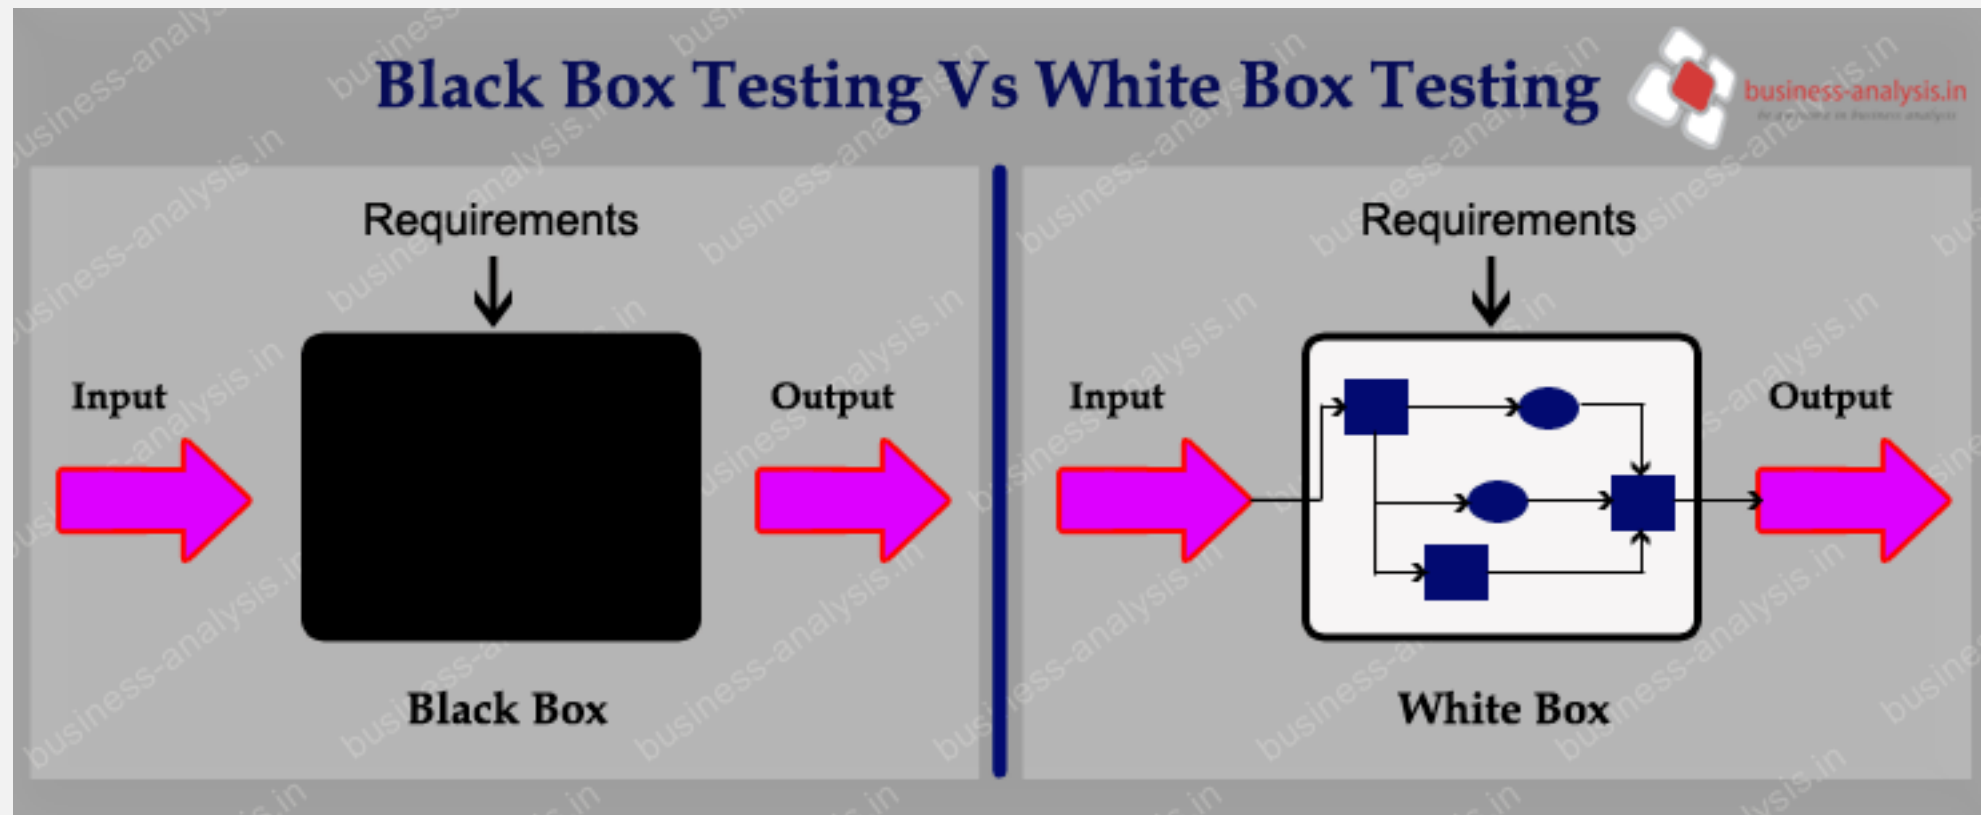 Black Box Testing Vs White Box Testing
business-analysis.in
Requirements
Input
Output
Black Box
Requirements
Input
Output
White Box